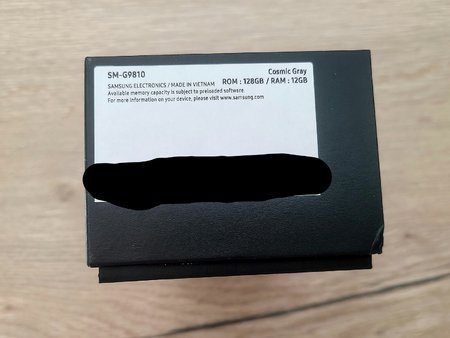 SM-G9810 Cosmic Gray
SAMSUNG ELECTRONICS / MADE IN VIETNAM ROM : 128GB / RAM : 12GB
Available memory capacity is subject to preloaded software.
For more information on your device, please visit www.samsung.com